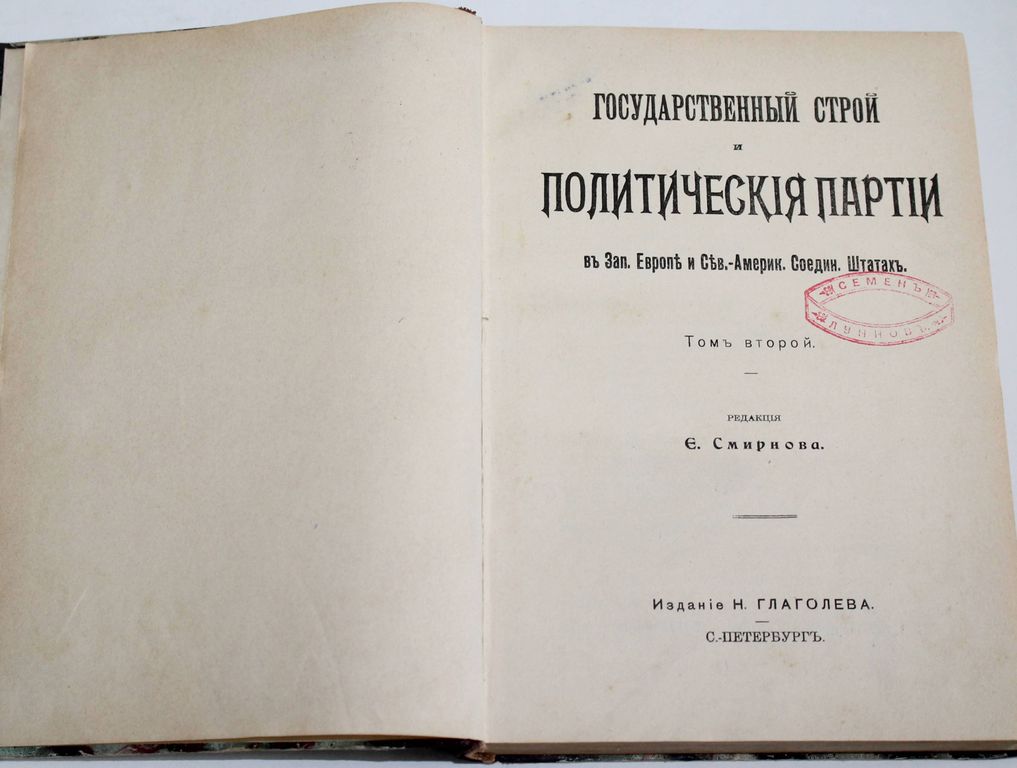 ГОСУДАРСТВЕННЫЙ СТРОЙ
и
ПОЛИТИЧЕСКІЯ ПАРТІИ
въ Зап. Европѣ и Сѣв.-Америк. Соедин. Штатахъ.
СЕМЕНЪ
ЛУННОВЪ
Томъ второй.
РЕДАКЦІЯ
Є. Смирнова.
Изданіе Н. ГЛАГОЛЕВА.
С.-ПЕТЕРБУРГЪ.